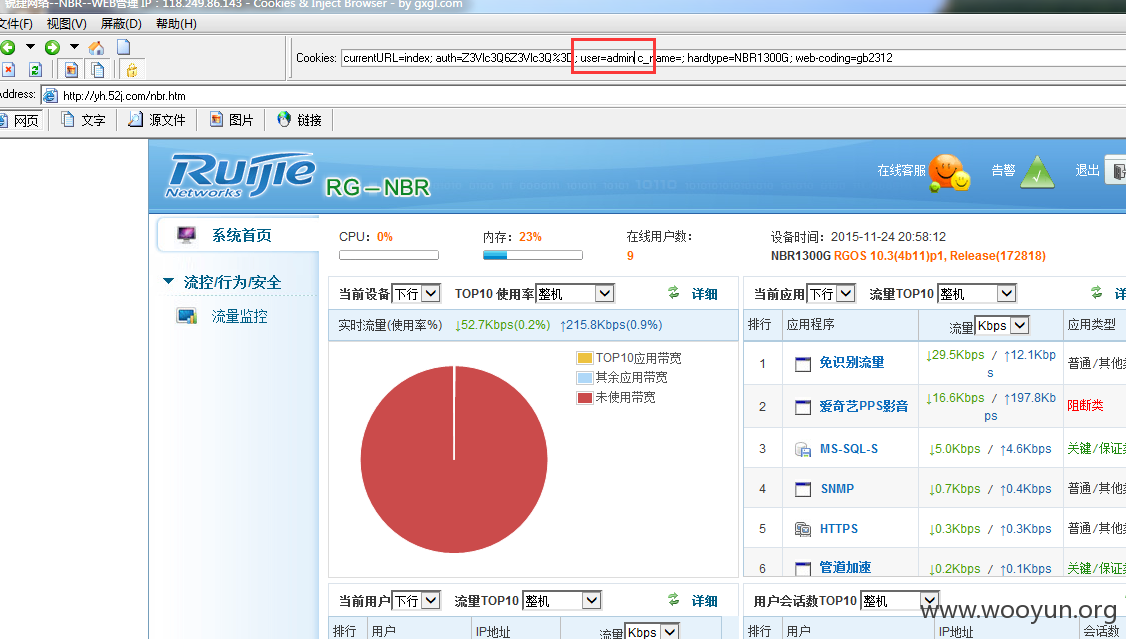 锐捷网络--NBR--WEB管理 IP：118.249.86.143 - Cookies & Inject Browser - by gxgl.com
文件(F) 视图(V) 屏蔽(D) 帮助(H)
Cookies: currentURL=index; auth=Z3Vlc3Q6Z3Vlc3Q%3D; user=admin c_name=; hardtype=NBR1300G; web-coding=gb2312
Address: http://yh.52j.com/nbr.htm
网页 文字 源文件 图片 链接
Ruijie Networks RG-NBR 在线客服 告警 退出
系统首页
流控/行为/安全
流量监控
CPU: 0% 内存: 23% 在线用户数: 9
设备时间: 2015-11-24 20:58:12
NBR1300G RGOS 10.3(4b11)p1, Release(172818)
当前设备 下行 TOP10 使用率 整机 详细
实时流量(使用率%) ↓52.7Kbps(0.2%) ↑215.8Kbps(0.9%)
TOP10应用带宽
其余应用带宽
未使用带宽
当前应用 下行 流量TOP10 整机
排行 应用程序 流量 Kbps 应用类型
1 免识别流量 ↓29.5Kbps / ↑12.1Kbps 普通/其他
2 爱奇艺PPS影音 ↓16.6Kbps / ↑197.8Kbps 阻断类
3 MS-SQL-S ↓5.0Kbps / ↑4.6Kbps 关键/保证类
4 SNMP ↓0.7Kbps / ↑0.4Kbps 普通/其他
5 HTTPS ↓0.3Kbps / ↑0.3Kbps 普通/其他
6 管道加速 ↓0.2Kbps / ↑0.1Kbps 关键/保证类
当前用户 下行 流量TOP10 整机 详细
排行 用户 IP地址 流量 Kbps
用户会话数TOP10 整机
排行 用户 IP地址 会话数
www.wooyun.org